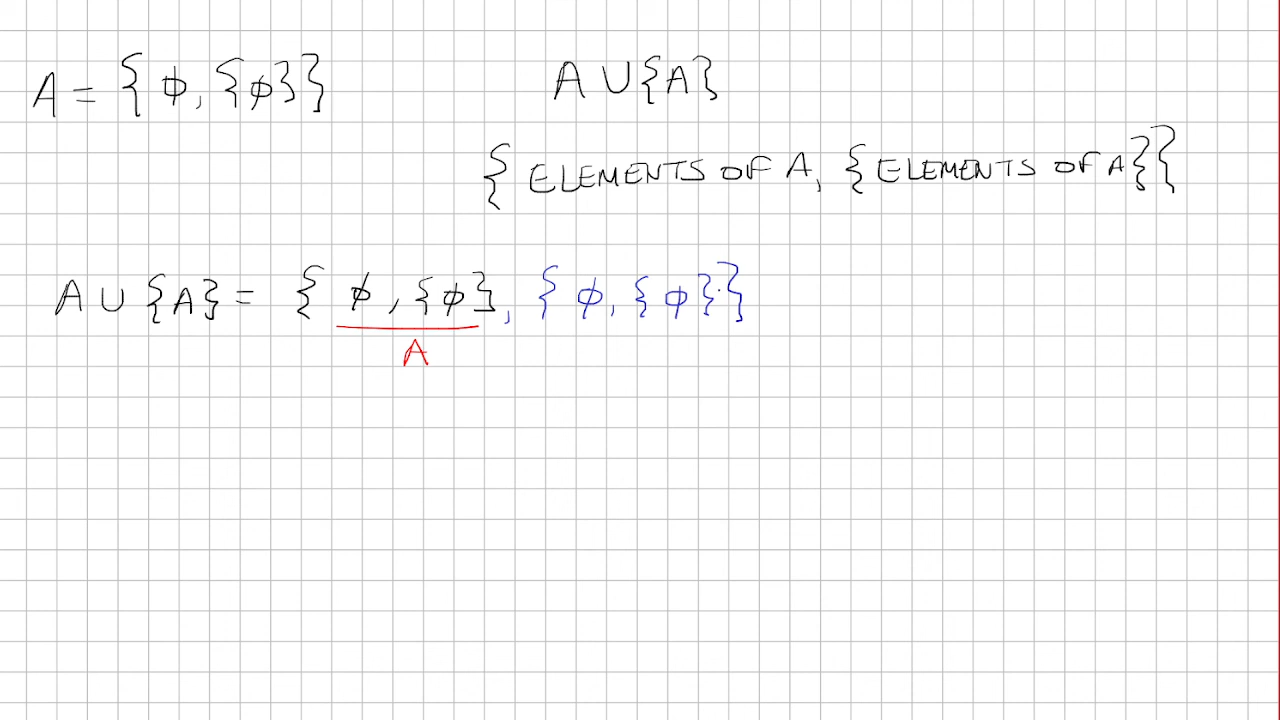 A = {ϕ, {ϕ}}
A ∪ {A}
{ ELEMENTS OF A, {ELEMENTS OF A}{
A ∪ {A} = { ϕ, {ϕ}, { ϕ, {ϕ}}
A